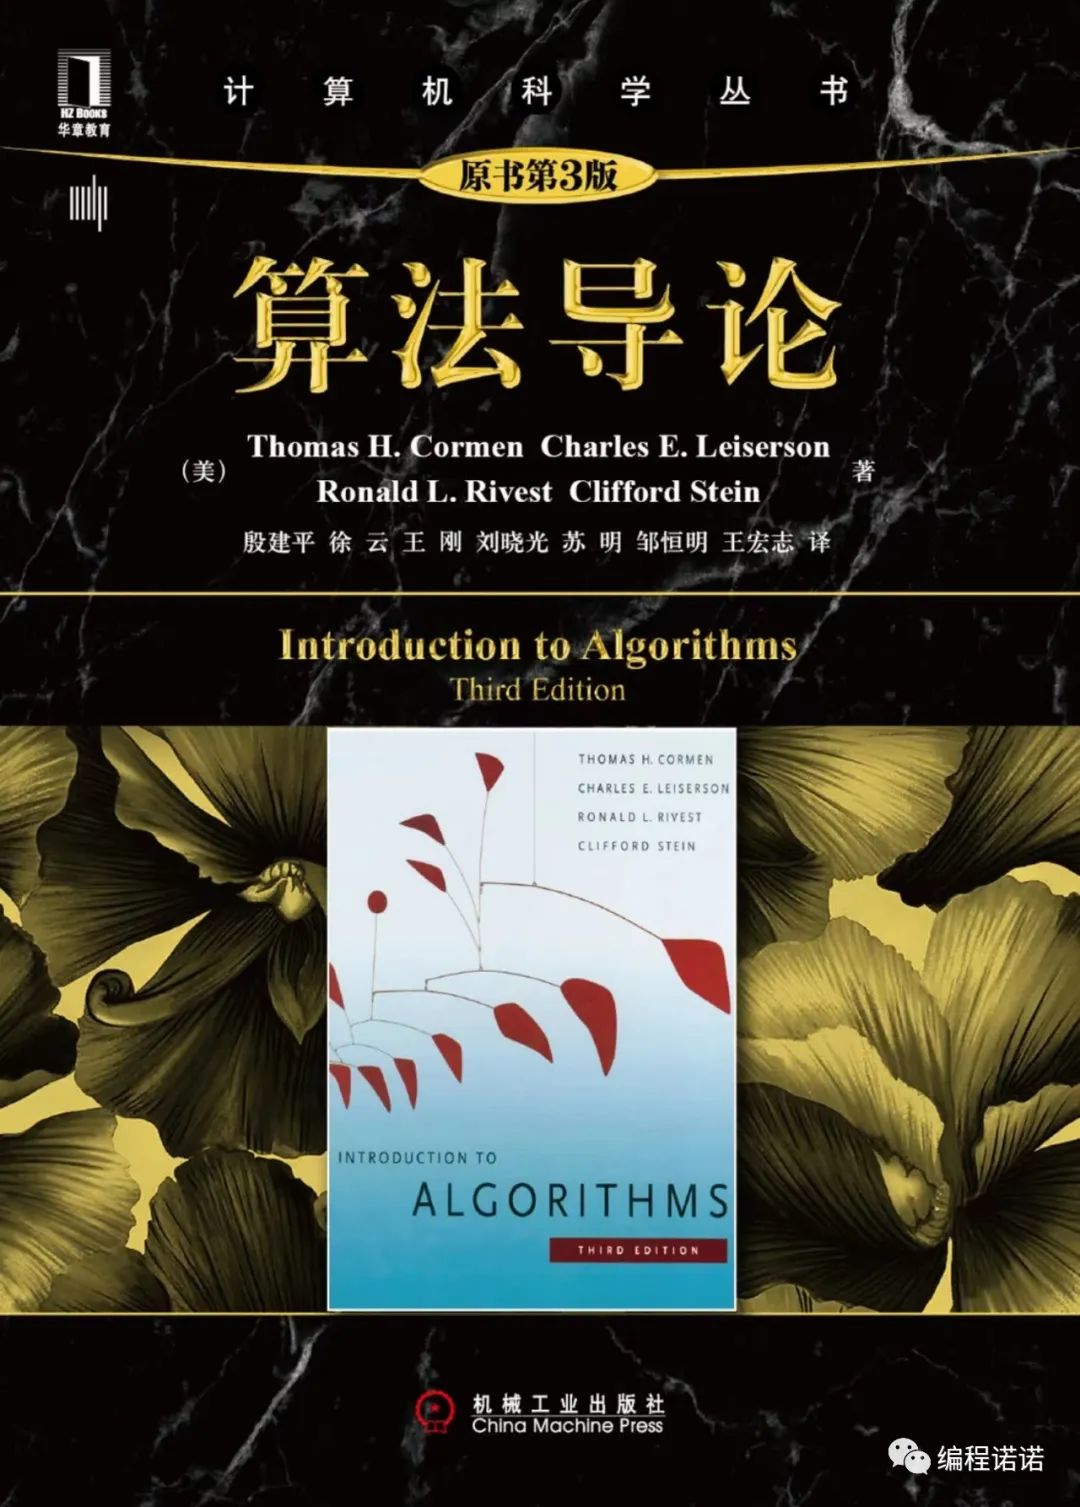 计算机科学丛书
HZ BOOKS
华章教育
原书第3版
算法导论
(美)
Thomas H. Cormen Charles E. Leiserson
Ronald L. Rivest Clifford Stein
著
殷建平 徐 云 王 刚 刘晓光 苏 明 邹恒明 王宏志 译
Introduction to Algorithms
Third Edition
THOMAS H. CORMEN
CHARLES E. LEISERSON
RONALD L. RIVEST
CLIFFORD STEIN
INTRODUCTION TO
ALGORITHMS
THIRD EDITION
机械工业出版社
China Machine Press
编程诺诺